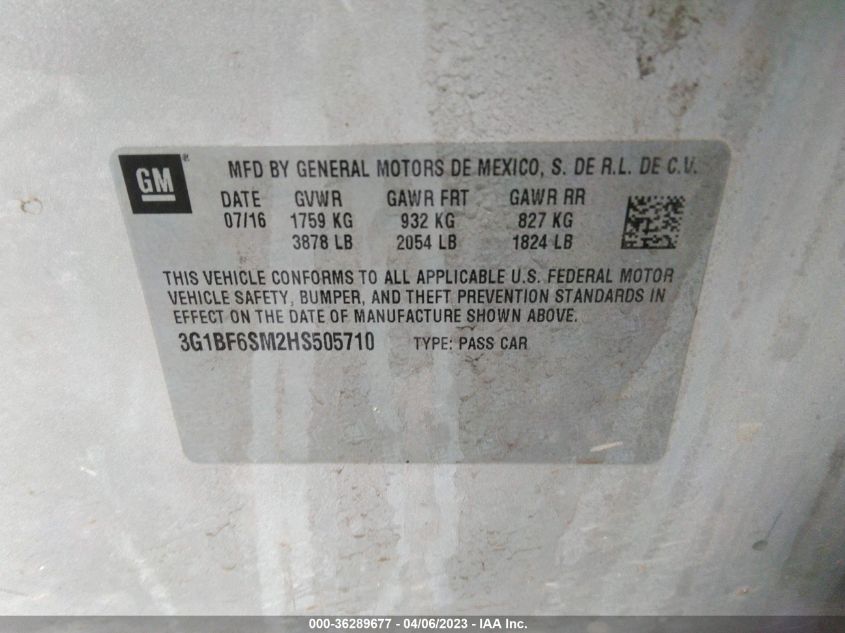 GM MFD BY GENERAL MOTORS DE MEXICO, S. DE R.L. DE C.V.
DATE GVWR GAWR FRT GAWR RR
07/16 1759 KG 932 KG 827 KG
3878 LB 2054 LB 1824 LB
THIS VEHICLE CONFORMS TO ALL APPLICABLE U.S. FEDERAL MOTOR
VEHICLE SAFETY, BUMPER, AND THEFT PREVENTION STANDARDS IN
EFFECT ON THE DATE OF MANUFACTURE SHOWN ABOVE.
3G1BF6SM2HS505710 TYPE: PASS CAR
000-36289677 - 04/06/2023 - IAA Inc.